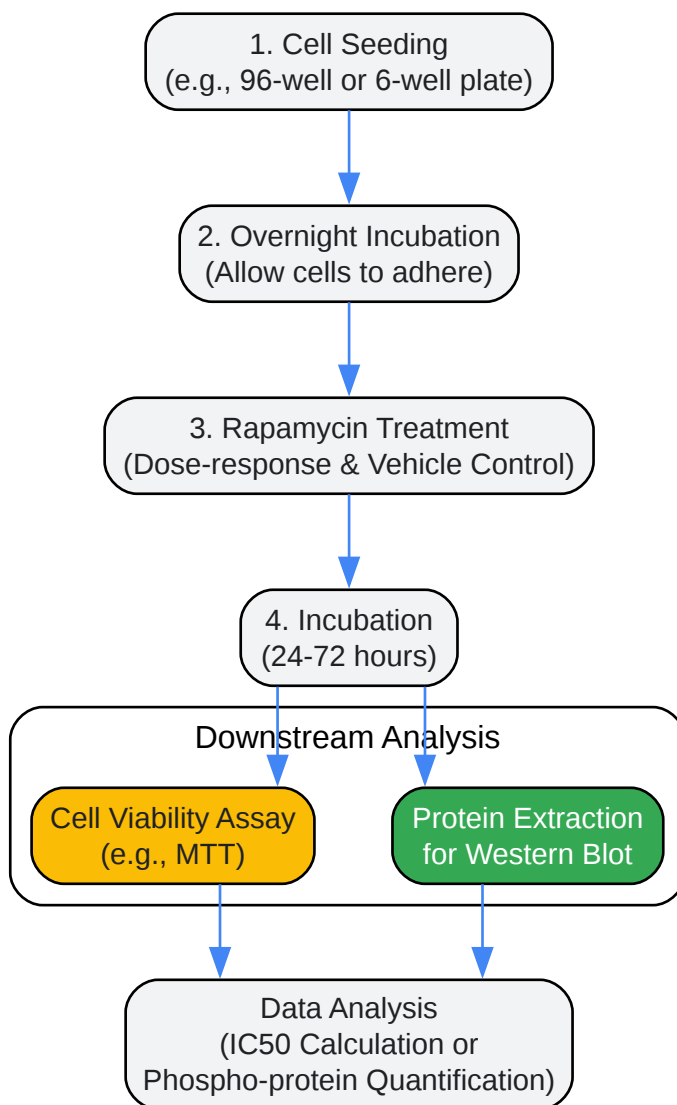 1. Cell Seeding
(e.g., 96-well or 6-well plate)
2. Overnight Incubation
(Allow cells to adhere)
3. Rapamycin Treatment
(Dose-response & Vehicle Control)
4. Incubation
(24-72 hours)
Downstream Analysis
Cell Viability Assay
(e.g., MTT)
Protein Extraction
for Western Blot
Data Analysis
(IC50 Calculation or
Phospho-protein Quantification)